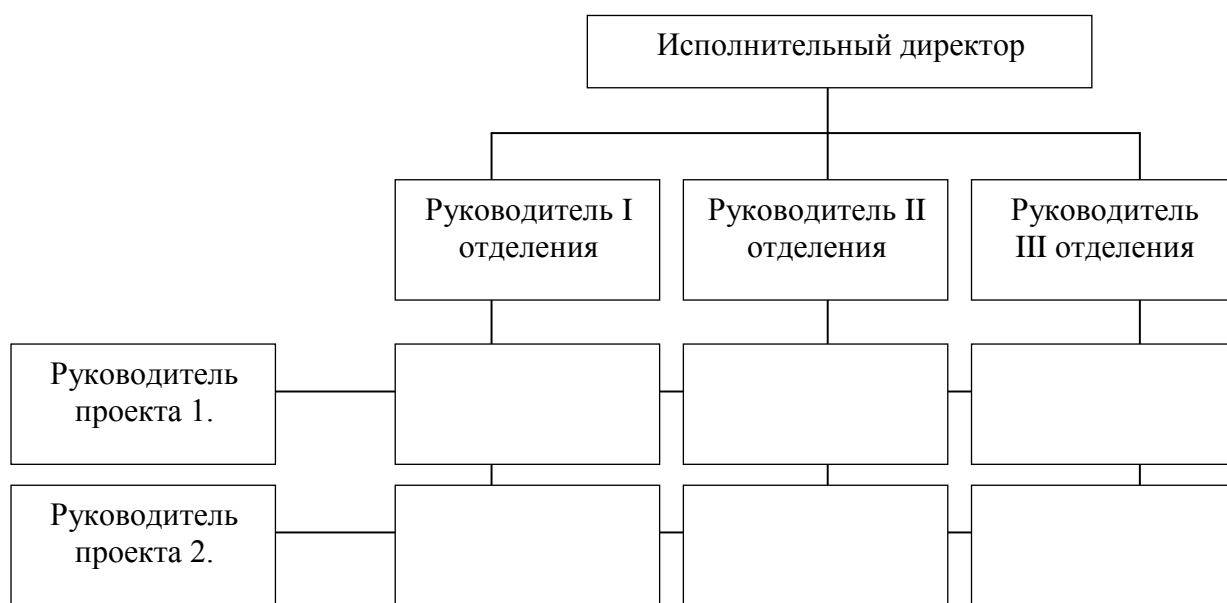 Исполнительный директор
Руководитель I
отделения
Руководитель II
отделения
Руководитель
III отделения
Руководитель
проекта 1.
Руководитель
проекта 2.